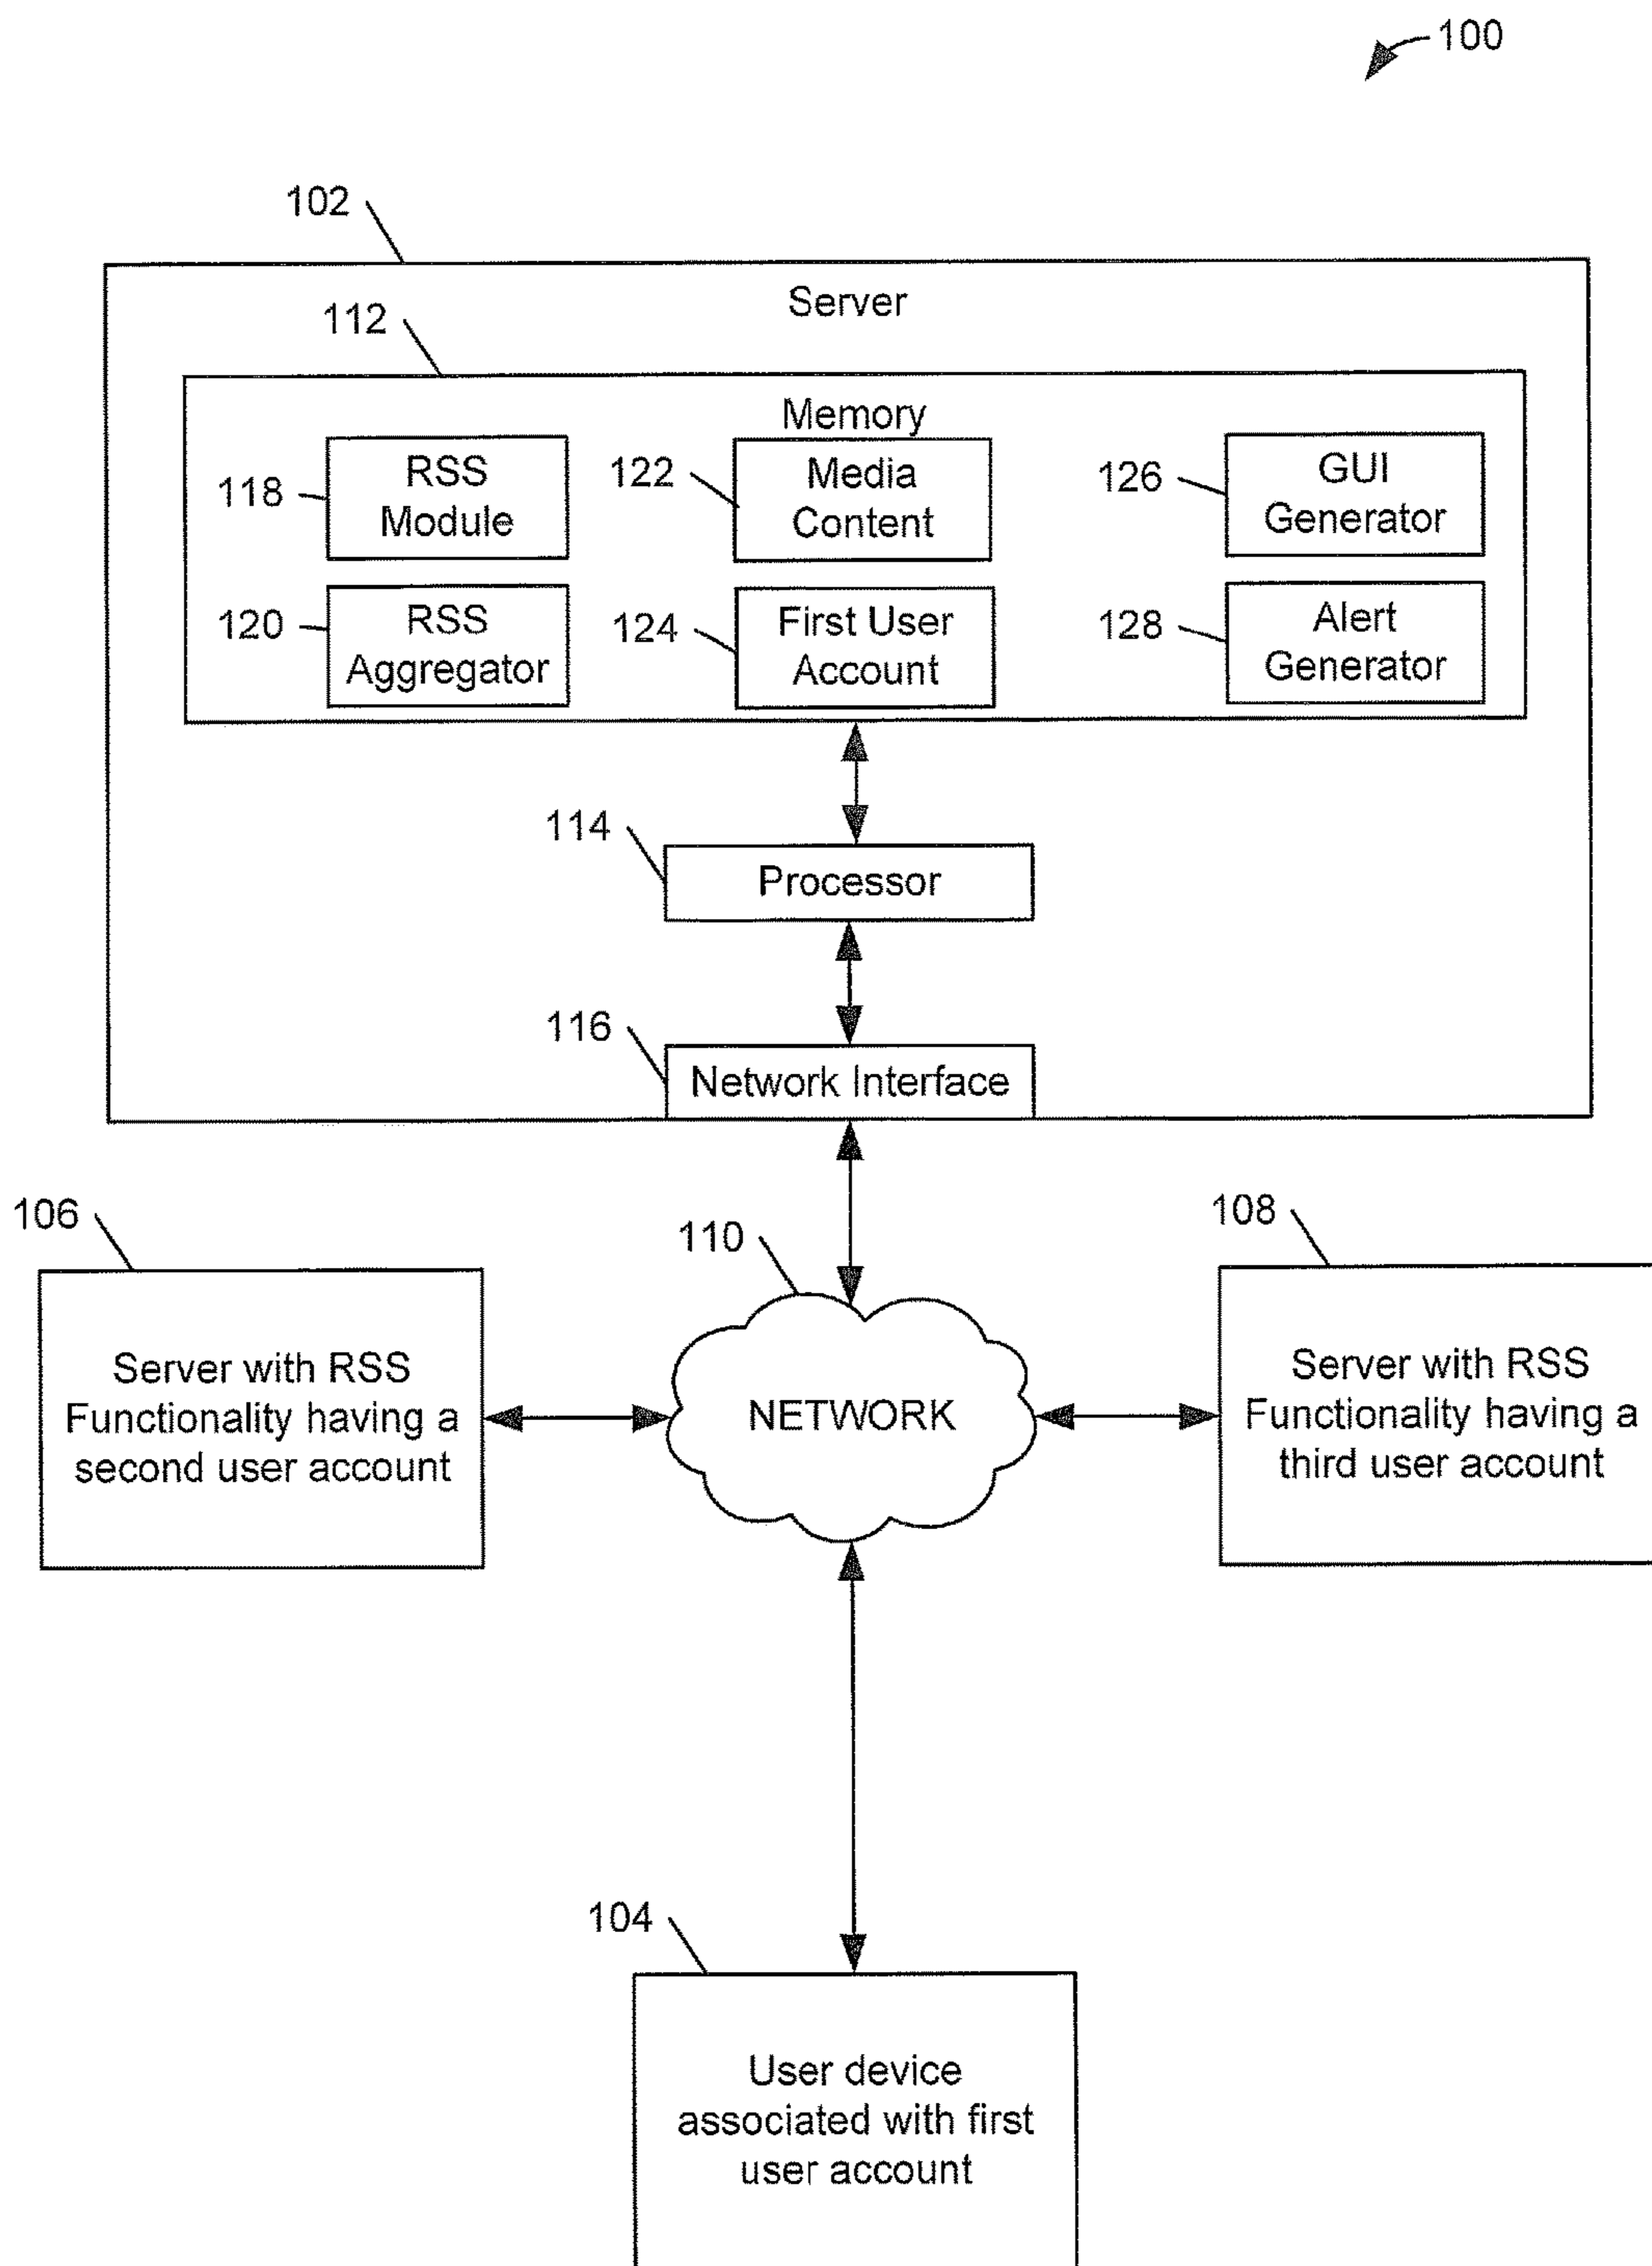 100
102
Server
112
Memory
118
RSS
Module
122
Media
Content
126
GUI
Generator
120
RSS
Aggregator
124
First User
Account
128
Alert
Generator
114
Processor
116
Network Interface
106
110
108
Server with RSS
Functionality having a
second user account
NETWORK
Server with RSS
Functionality having a
third user account
104
User device
associated with first
user account